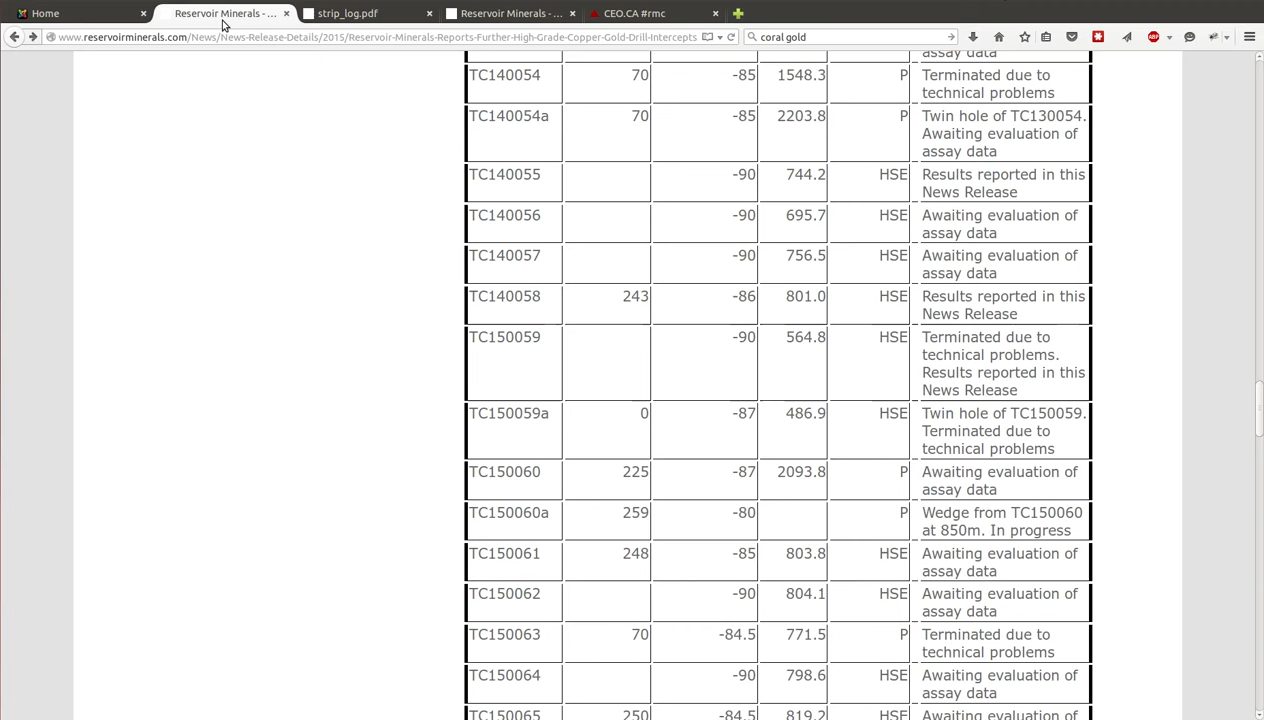 Home
Reservoir Minerals - ...
strip_log.pdf
Reservoir Minerals - ...
CEO.CA #rmc
www.reservoirminerals.com/News/News-Release-Details/2015/Reservoir-Minerals-Reports-Further-High-Grade-Copper-Gold-Drill-Intercepts
coral gold
ABP
assay data
TC140054 70 -85 1548.3 P Terminated due to
technical problems
TC140054a 70 -85 2203.8 P Twin hole of TC130054.
Awaiting evaluation of
assay data
TC140055 -90 744.2 HSE Results reported in this
News Release
TC140056 -90 695.7 HSE Awaiting evaluation of
assay data
TC140057 -90 756.5 HSE Awaiting evaluation of
assay data
TC140058 243 -86 801.0 HSE Results reported in this
News Release
TC150059 -90 564.8 HSE Terminated due to
technical problems.
Results reported in this
News Release
TC150059a 0 -87 486.9 HSE Twin hole of TC150059.
Terminated due to
technical problems
TC150060 225 -87 2093.8 P Awaiting evaluation of
assay data
TC150060a 259 -80 P Wedge from TC150060
at 850m. In progress
TC150061 248 -85 803.8 HSE Awaiting evaluation of
assay data
TC150062 -90 804.1 HSE Awaiting evaluation of
assay data
TC150063 70 -84.5 771.5 P Terminated due to
technical problems
TC150064 -90 798.6 HSE Awaiting evaluation of
assay data
TC150065 250 -84.5 819.2 HSE Awaiting evaluation of